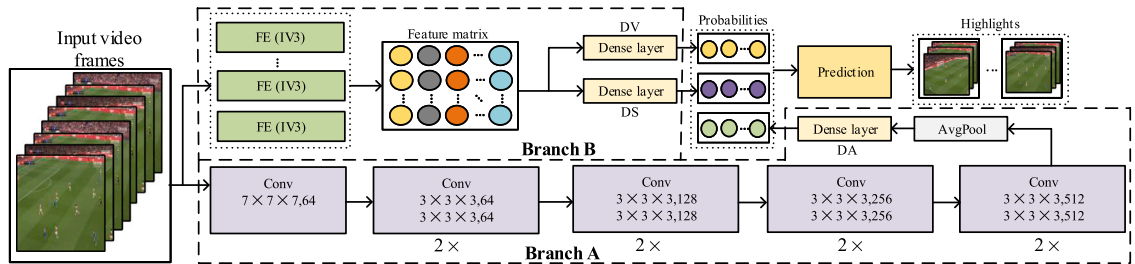 Input video
frames
FE (IV3)
FE (IV3)
FE (IV3)
Feature matrix
DV
Dense layer
Dense layer
DS
Branch B
Probabilities
Prediction
Highlights
Dense layer
DA
AvgPool
Conv
7×7×7,64
Conv
3×3×3,64
3×3×3,64
2×
Conv
3×3×3,128
3×3×3,128
2×
Conv
3×3×3,256
3×3×3,256
2×
Conv
3×3×3,512
3×3×3,512
2×
Branch A